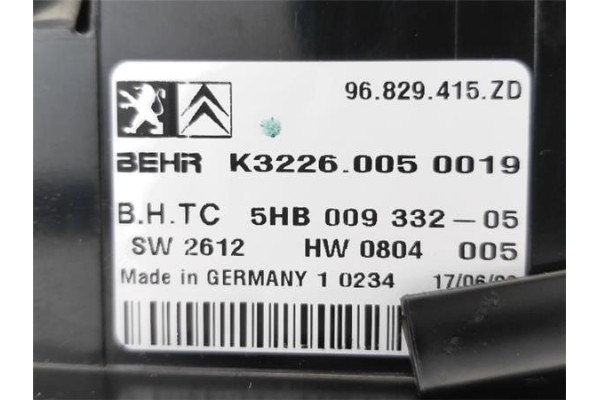 96.829.415.ZD
BEHR K3226.005 0019
B.H.TC 5HB 009 332-05
SW 2612 HW 0804 005
Made in GERMANY 1 0234 17/06/